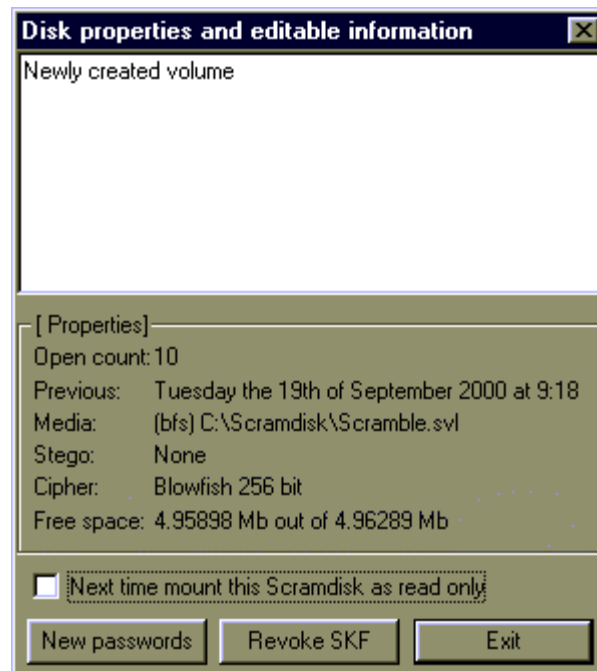 Disk properties and editable information
Newly created volume
[ Properties]
Open count: 10
Previous: Tuesday the 19th of September 2000 at 9:18
Media: (bfs) C:\Scramdisk\Scramble.svl
Stego: None
Cipher: Blowfish 256 bit
Free space: 4.95898 Mb out of 4.96289 Mb
Next time mount this Scramdisk as read only
New passwords Revoke SKF Exit